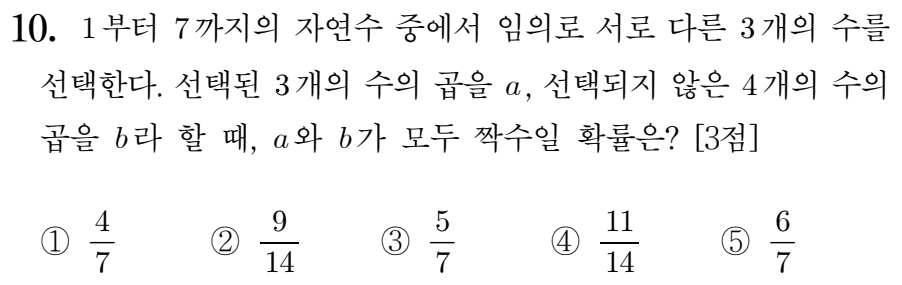 10. 1부터 7까지의 자연수 중에서 임의로 서로 다른 3개의 수를
선택한다. 선택된 3개의 수의 곱을 a, 선택되지 않은 4개의 수의
곱을 b라 할 때, a와 b가 모두 짝수일 확률은? [3점]
① 4/7 ② 9/14 ③ 5/7 ④ 11/14 ⑤ 6/7